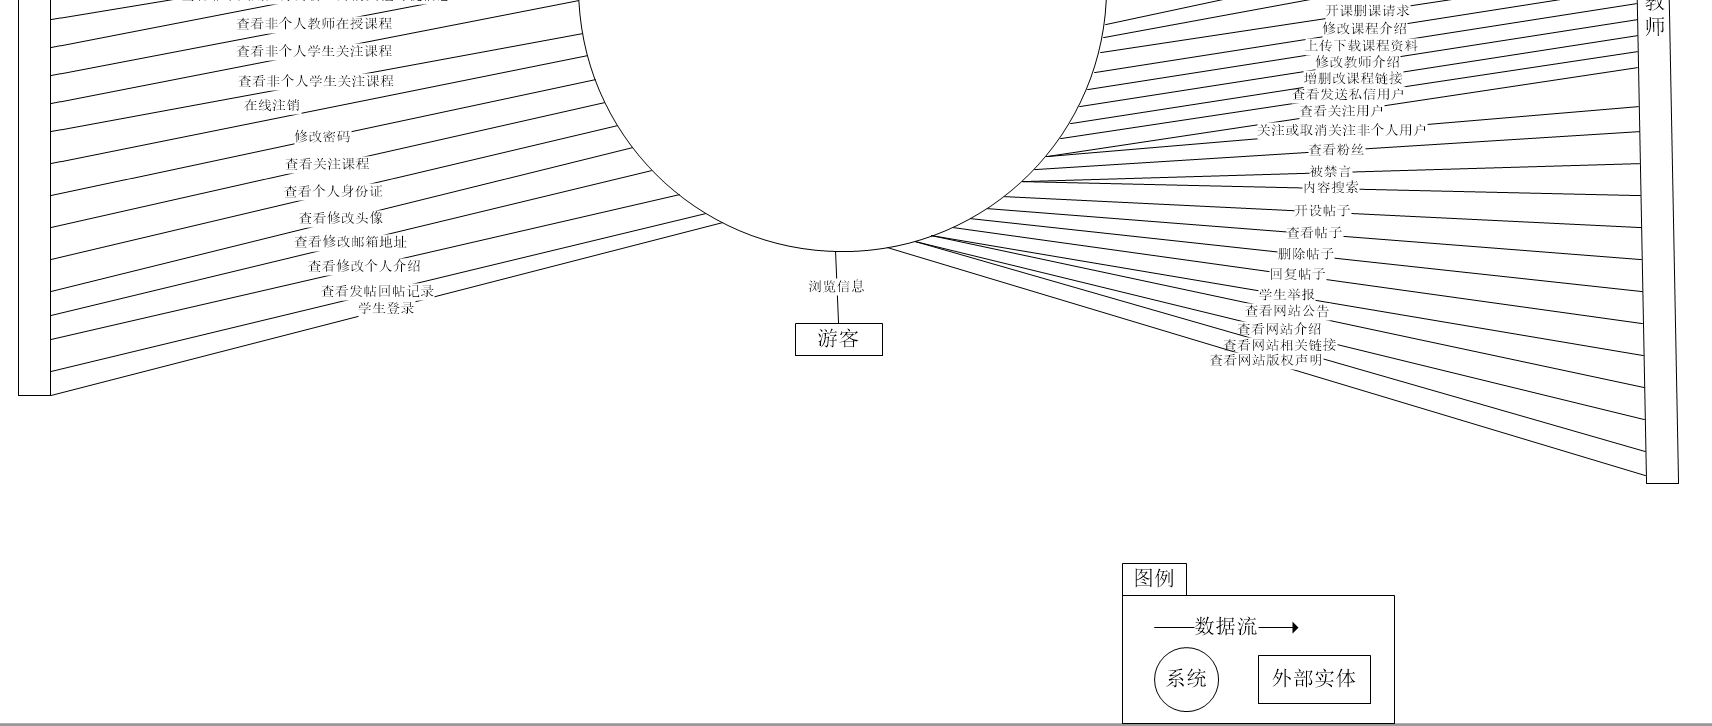 查看非个人教师在授课程
查看非个人学生关注课程
查看非个人学生关注课程
在线注销
修改密码
查看关注课程
查看个人身份证
查看修改头像
查看修改邮箱地址
查看修改个人介绍
查看发帖回帖记录
学生登录
浏览信息
游客
开课删课请求
修改课程介绍
上传下载课程资料
修改教师介绍
增删改课程链接
查看发送私信用户
查看关注用户
关注或取消关注非个人用户
查看粉丝
被禁言
内容搜索
开设帖子
查看帖子
删除帖子
回复帖子
学生举报
查看网站公告
查看网站介绍
查看网站相关链接
查看网站版权声明
教
师
图例
数据流
系统
外部实体